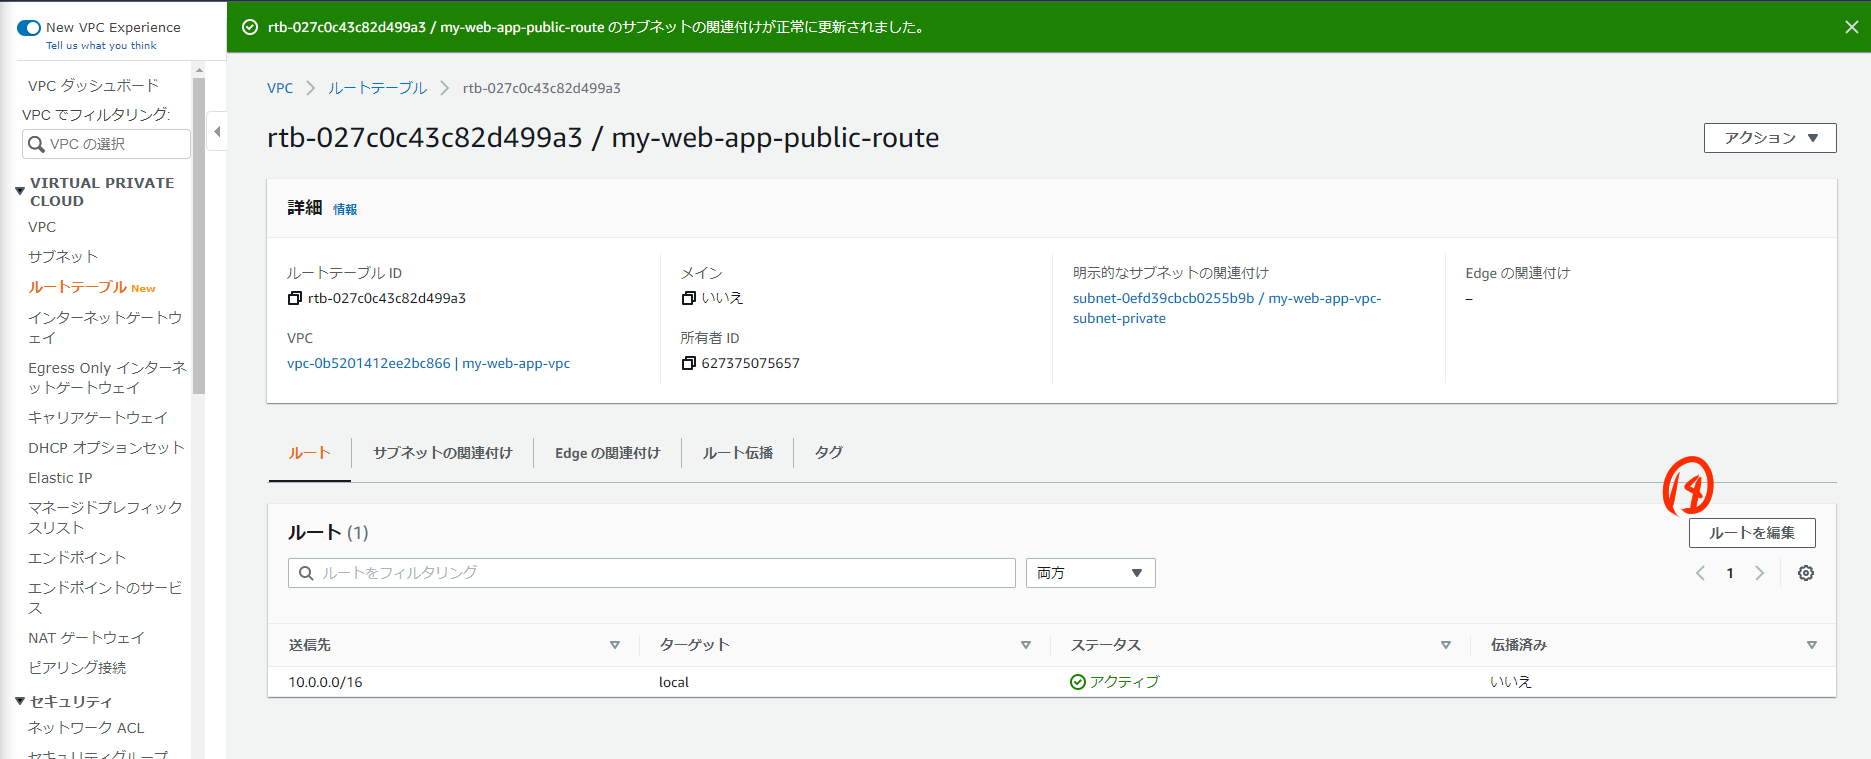 New VPC Experience
Tell us what you think
VPC ダッシュボード
VPC でフィルタリング:
VPC の選択
VIRTUAL PRIVATE
CLOUD
VPC
サブネット
ルートテーブル New
インターネットゲートウ
ェイ
Egress Only インターネ
ットゲートウェイ
キャリアゲートウェイ
DHCP オプションセット
Elastic IP
マネージドプレフィックス
スリスト
エンドポイント
エンドポイントのサービ
ス
NAT ゲートウェイ
ピアリング接続
セキュリティ
ネットワーク ACL
セキュリティグループ
rtb-027c0c43c82d499a3 / my-web-app-public-route のサブネットの関連付けが正常に更新されました。
VPC
ルートテーブル
rtb-027c0c43c82d499a3
rtb-027c0c43c82d499a3 / my-web-app-public-route
アクション
詳細 情報
ルートテーブル ID
rtb-027c0c43c82d499a3
メイン
いいえ
明示的なサブネットの関連付け
subnet-0efd39cbcb0255b9b / my-web-app-vpc-
subnet-private
Edge の関連付け
–
VPC
vpc-0b5201412ee2bc866 | my-web-app-vpc
所有者 ID
627375075657
ルート
サブネットの関連付け
Edge の関連付け
ルート伝播
タグ
ルート (1)
ルートを編集
ルートをフィルタリング
両方
1
送信先
ターゲット
ステータス
伝播済み
10.0.0.0/16
local
アクティブ
いいえ